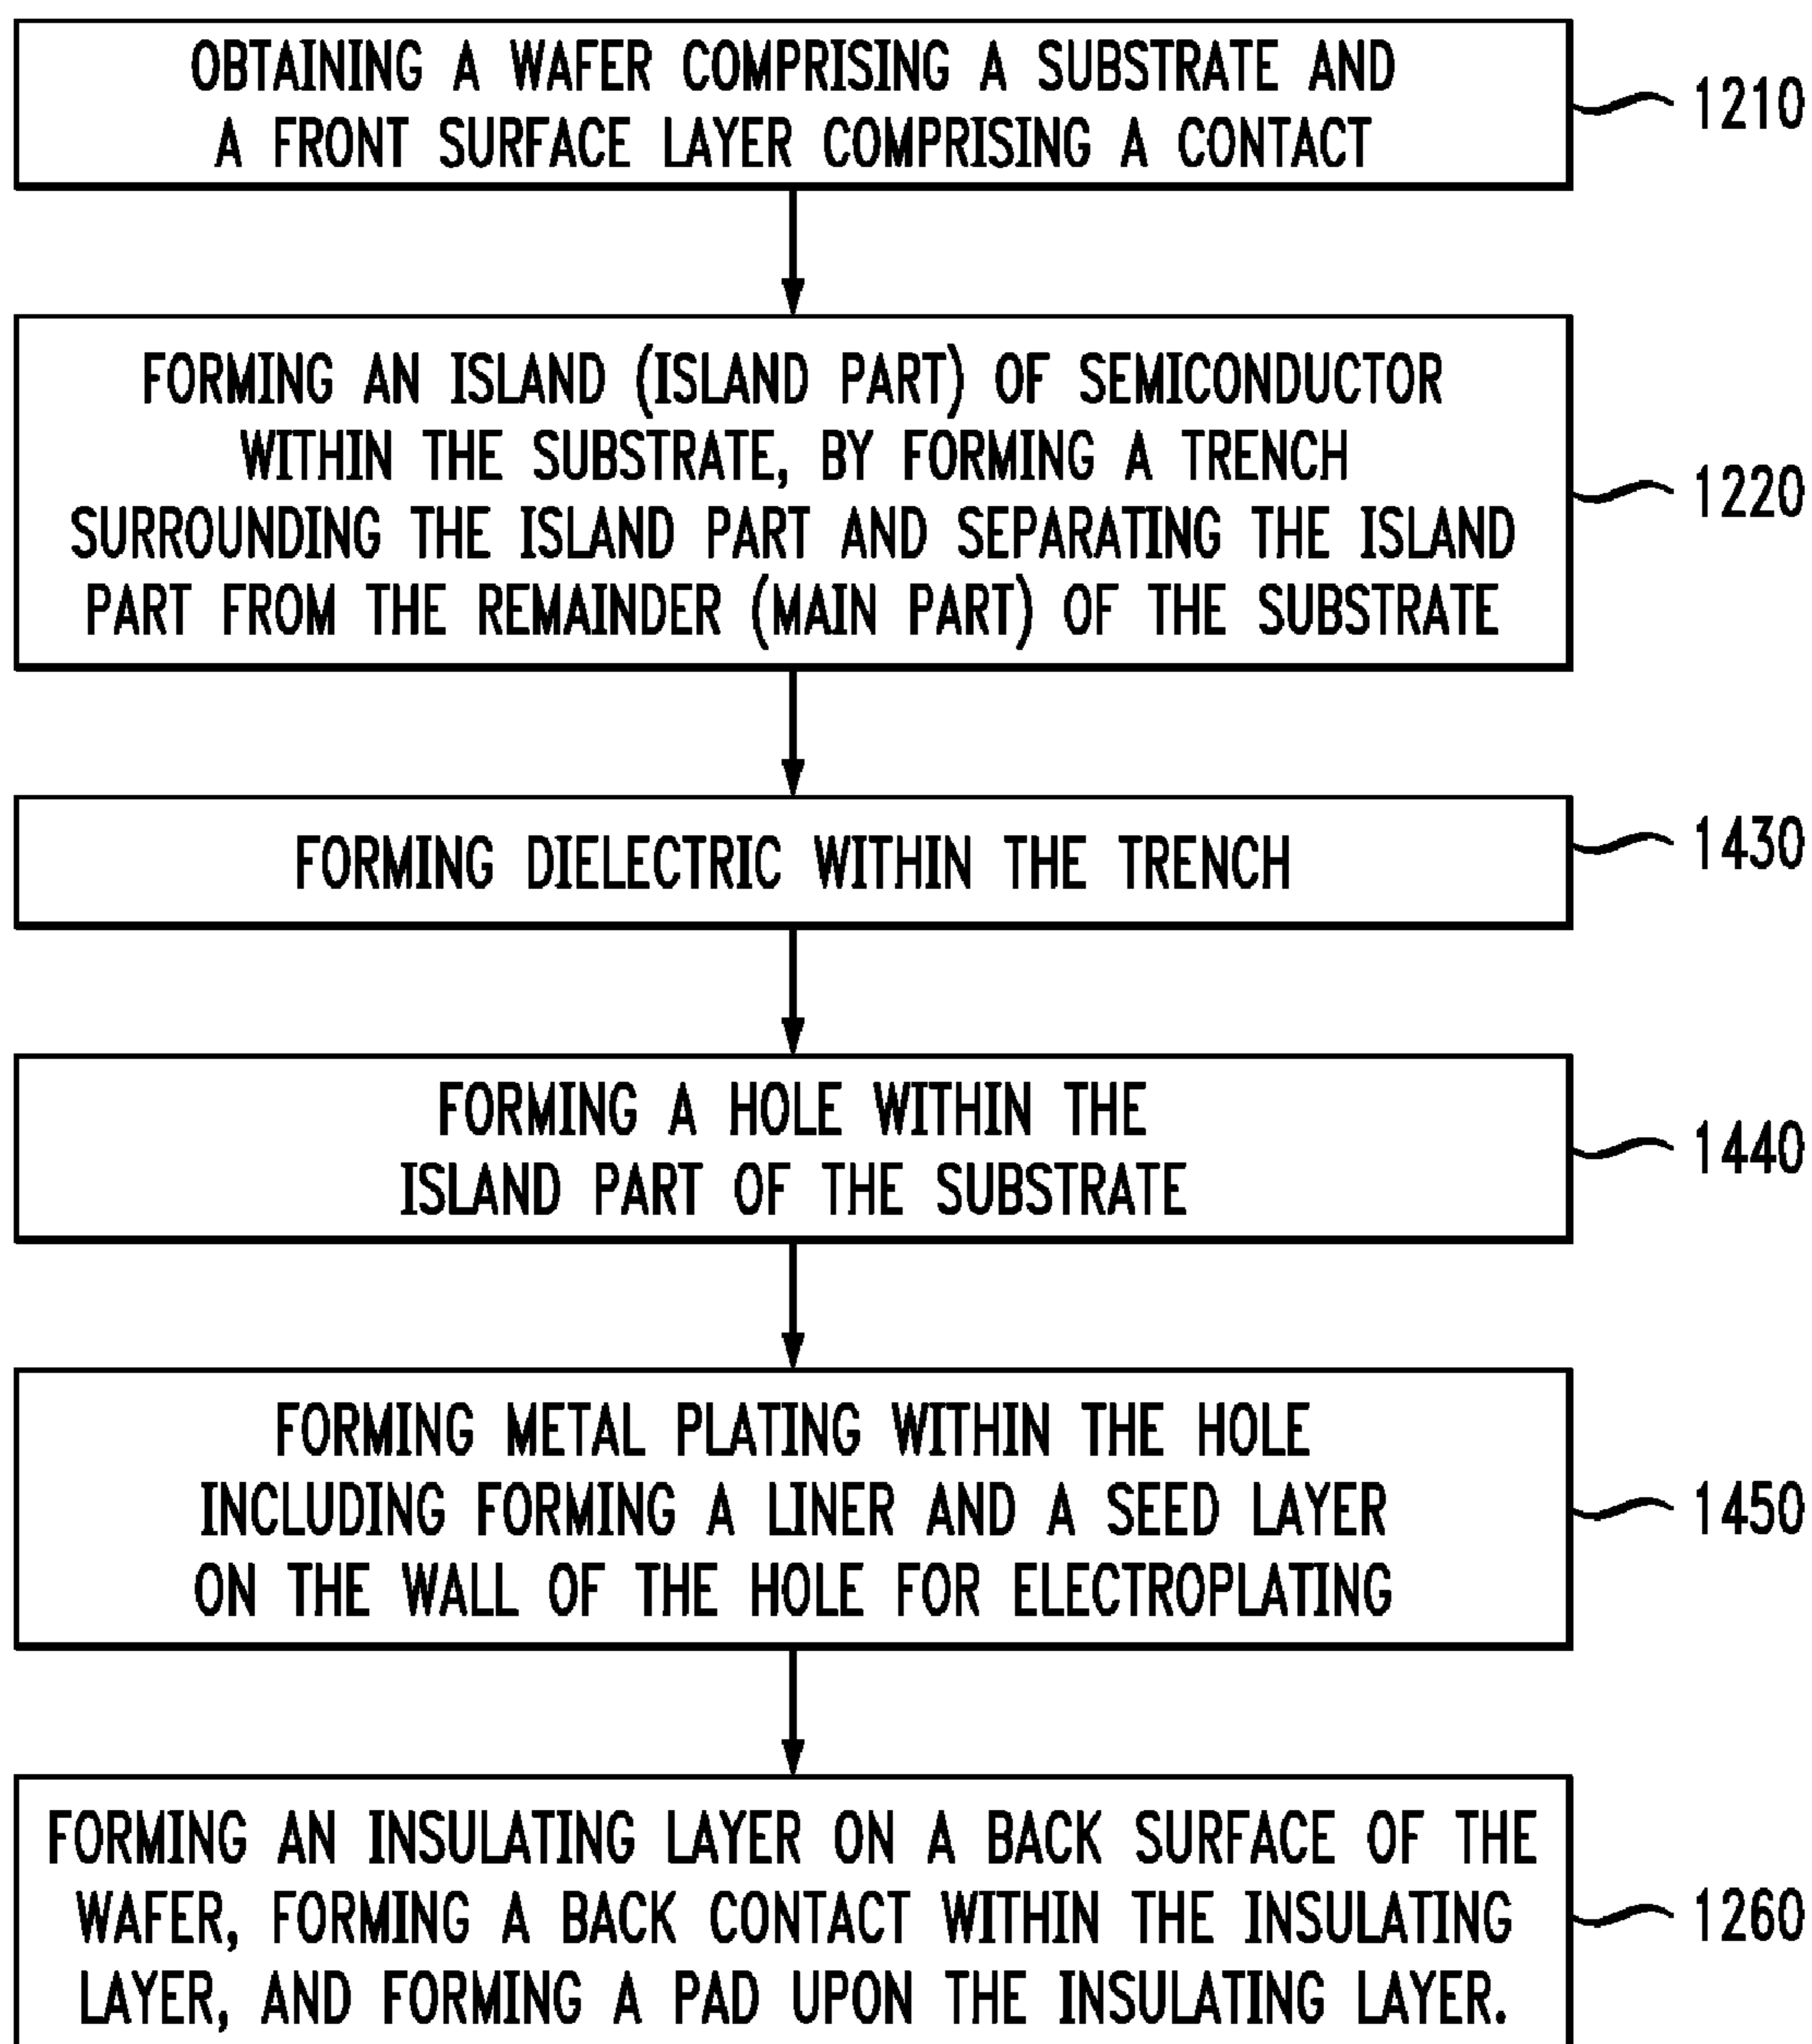 OBTAINING A WAFER COMPRISING A SUBSTRATE AND
A FRONT SURFACE LAYER COMPRISING A CONTACT
1210
FORMING AN ISLAND (ISLAND PART) OF SEMICONDUCTOR
WITHIN THE SUBSTRATE, BY FORMING A TRENCH
SURROUNDING THE ISLAND PART AND SEPARATING THE ISLAND
PART FROM THE REMAINDER (MAIN PART) OF THE SUBSTRATE
1220
FORMING DIELECTRIC WITHIN THE TRENCH
1430
FORMING A HOLE WITHIN THE
ISLAND PART OF THE SUBSTRATE
1440
FORMING METAL PLATING WITHIN THE HOLE
INCLUDING FORMING A LINER AND A SEED LAYER
ON THE WALL OF THE HOLE FOR ELECTROPLATING
1450
FORMING AN INSULATING LAYER ON A BACK SURFACE OF THE
WAFER, FORMING A BACK CONTACT WITHIN THE INSULATING
LAYER, AND FORMING A PAD UPON THE INSULATING LAYER.
1260